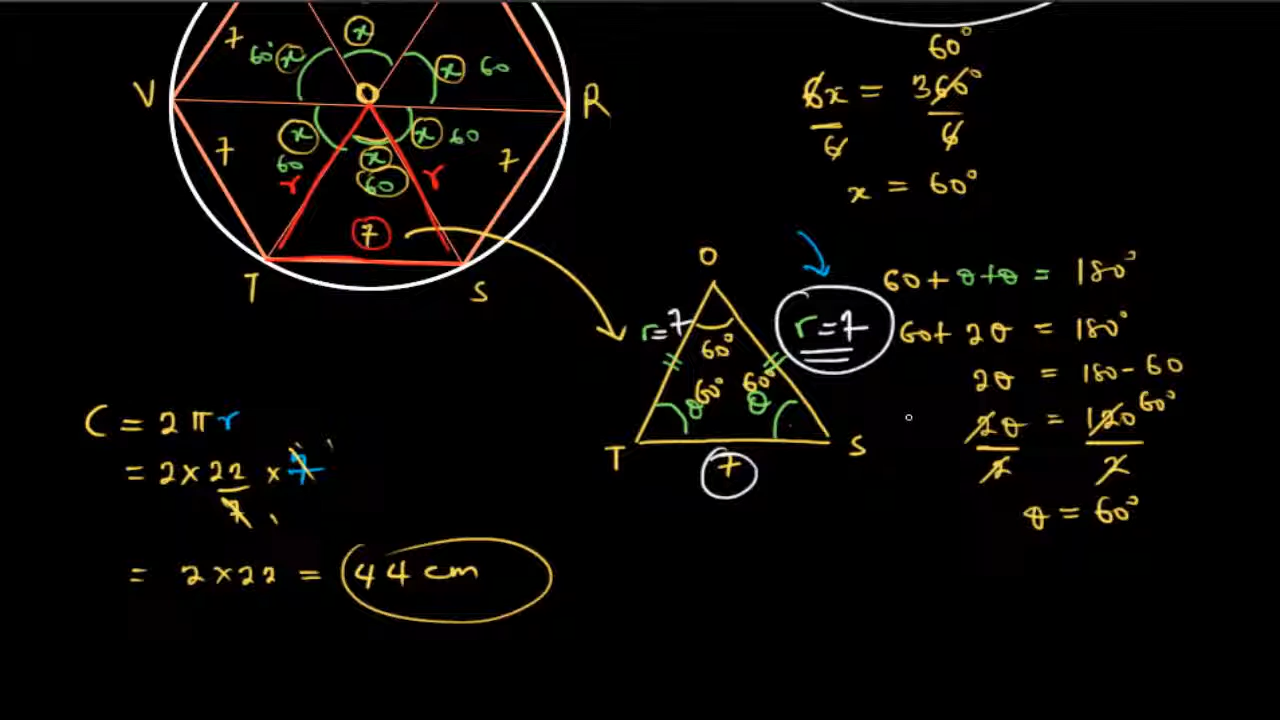 7 60° x x x 60
V O R
7 x 60 x 60 x 60 7
r r
7
T S
60°
6x = 360°
6 6
x = 60°
O
r=7 r=7
60°
60° 60°
θ θ
T S
7
60 + θ + θ = 180°
60 + 2θ = 180°
2θ = 180 - 60
2θ = 120 60°
2 2
θ = 60°
C = 2πr
= 2 × 22 × 7
7
= 2 × 22 = 44 cm